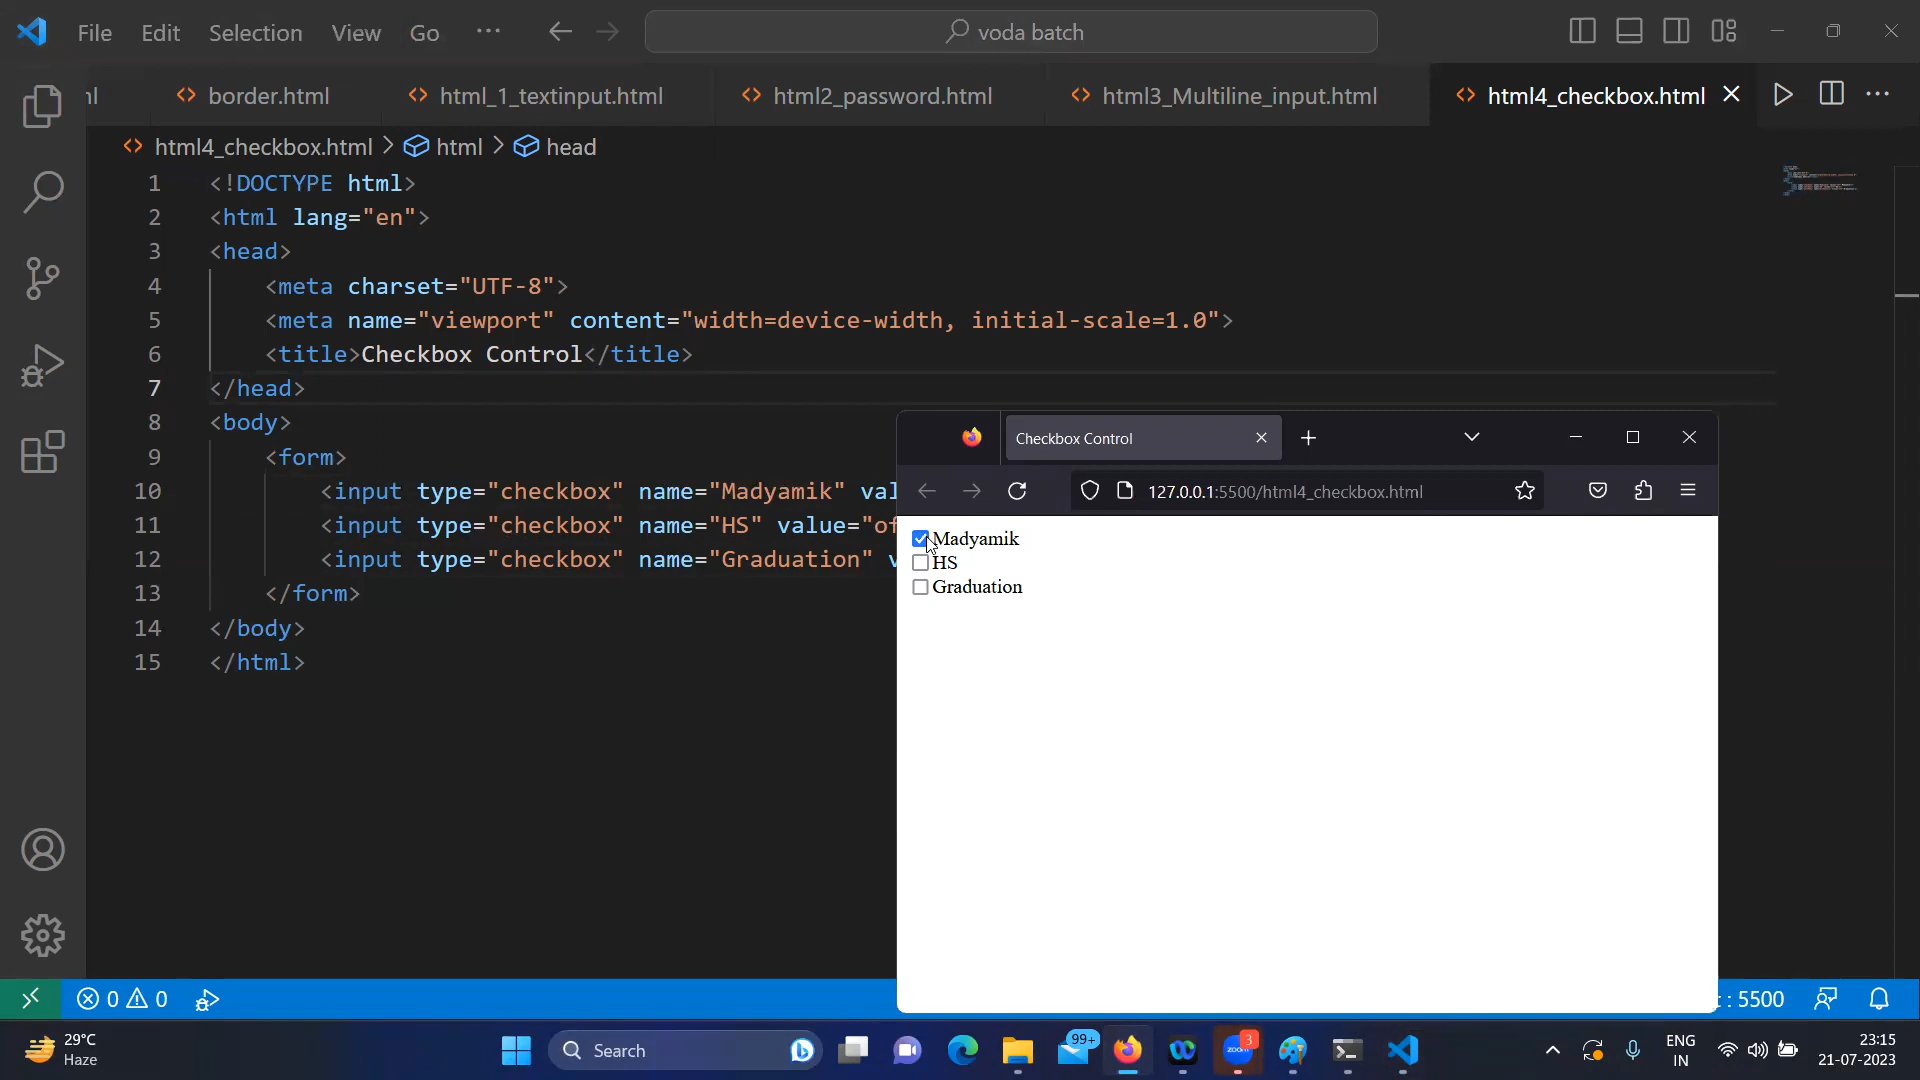 File Edit Selection View Go ··· voda batch
nl border.html html_1_textinput.html html2_password.html html3_Multiline_input.html html4_checkbox.html
html4_checkbox.html > html > head
1 <!DOCTYPE html>
2 <html lang="en">
3 <head>
4 <meta charset="UTF-8">
5 <meta name="viewport" content="width=device-width, initial-scale=1.0">
6 <title>Checkbox Control</title>
7 </head>
8 <body>
9 <form>
10 <input type="checkbox" name="Madyamik" val
11 <input type="checkbox" name="HS" value="of
12 <input type="checkbox" name="Graduation" v
13 </form>
14 </body>
15 </html>
Checkbox Control
127.0.0.1:5500/html4_checkbox.html
Madyamik
HS
Graduation
0 0 : 5500
29°C
Haze
Search
99+
zoom
3
ENG
IN
23:15
21-07-2023